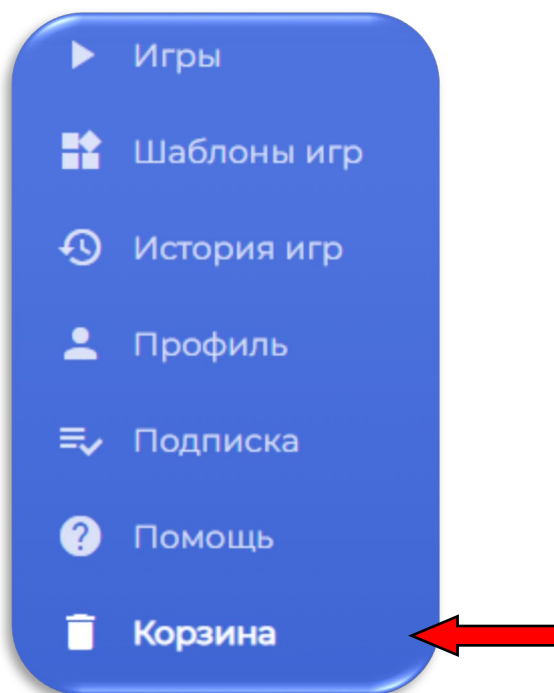 Игры
Шаблоны игр
История игр
Профиль
Подписка
Помощь
Корзина